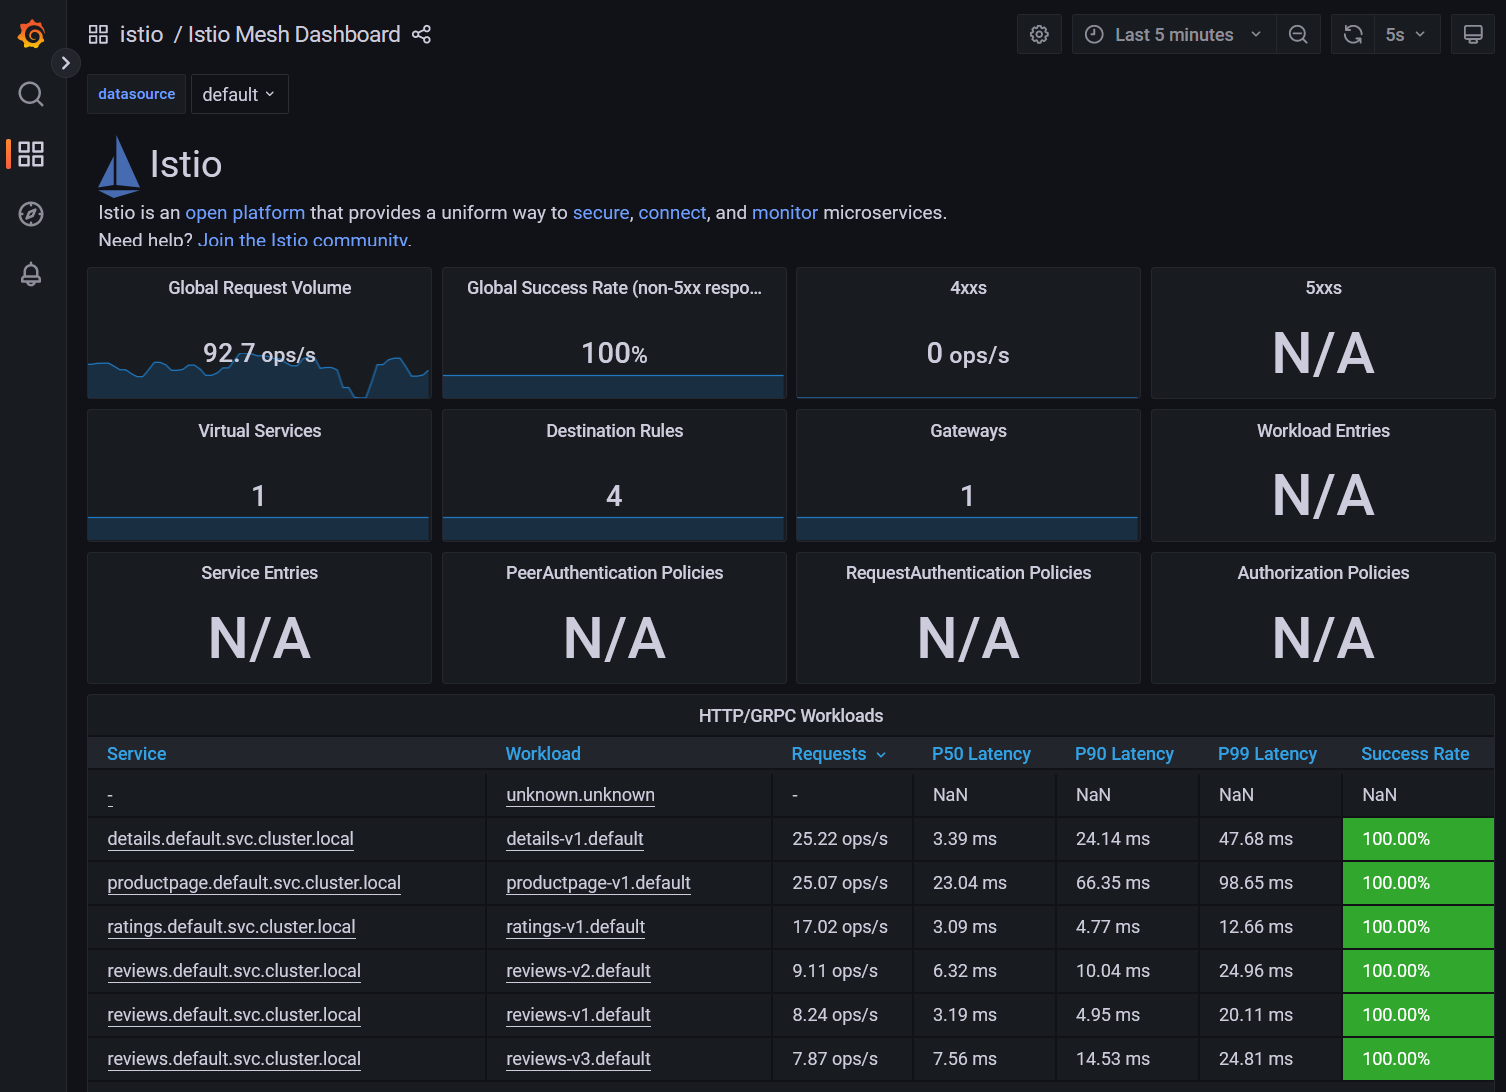 istio / Istio Mesh Dashboard
Last 5 minutes
5s
datasource default
Istio
Istio is an open platform that provides a uniform way to secure, connect, and monitor microservices.
Need help? Join the Istio community.
Global Request Volume
92.7 ops/s
Global Success Rate (non-5xx respo...
100%
4xxs
0 ops/s
5xxs
N/A
Virtual Services
1
Destination Rules
4
Gateways
1
Workload Entries
N/A
Service Entries
N/A
PeerAuthentication Policies
N/A
RequestAuthentication Policies
N/A
Authorization Policies
N/A
HTTP/GRPC Workloads
Service Workload Requests P50 Latency P90 Latency P99 Latency Success Rate
- unknown.unknown - NaN NaN NaN NaN
details.default.svc.cluster.local details-v1.default 25.22 ops/s 3.39 ms 24.14 ms 47.68 ms 100.00%
productpage.default.svc.cluster.local productpage-v1.default 25.07 ops/s 23.04 ms 66.35 ms 98.65 ms 100.00%
ratings.default.svc.cluster.local ratings-v1.default 17.02 ops/s 3.09 ms 4.77 ms 12.66 ms 100.00%
reviews.default.svc.cluster.local reviews-v2.default 9.11 ops/s 6.32 ms 10.04 ms 24.96 ms 100.00%
reviews.default.svc.cluster.local reviews-v1.default 8.24 ops/s 3.19 ms 4.95 ms 20.11 ms 100.00%
reviews.default.svc.cluster.local reviews-v3.default 7.87 ops/s 7.56 ms 14.53 ms 24.81 ms 100.00%